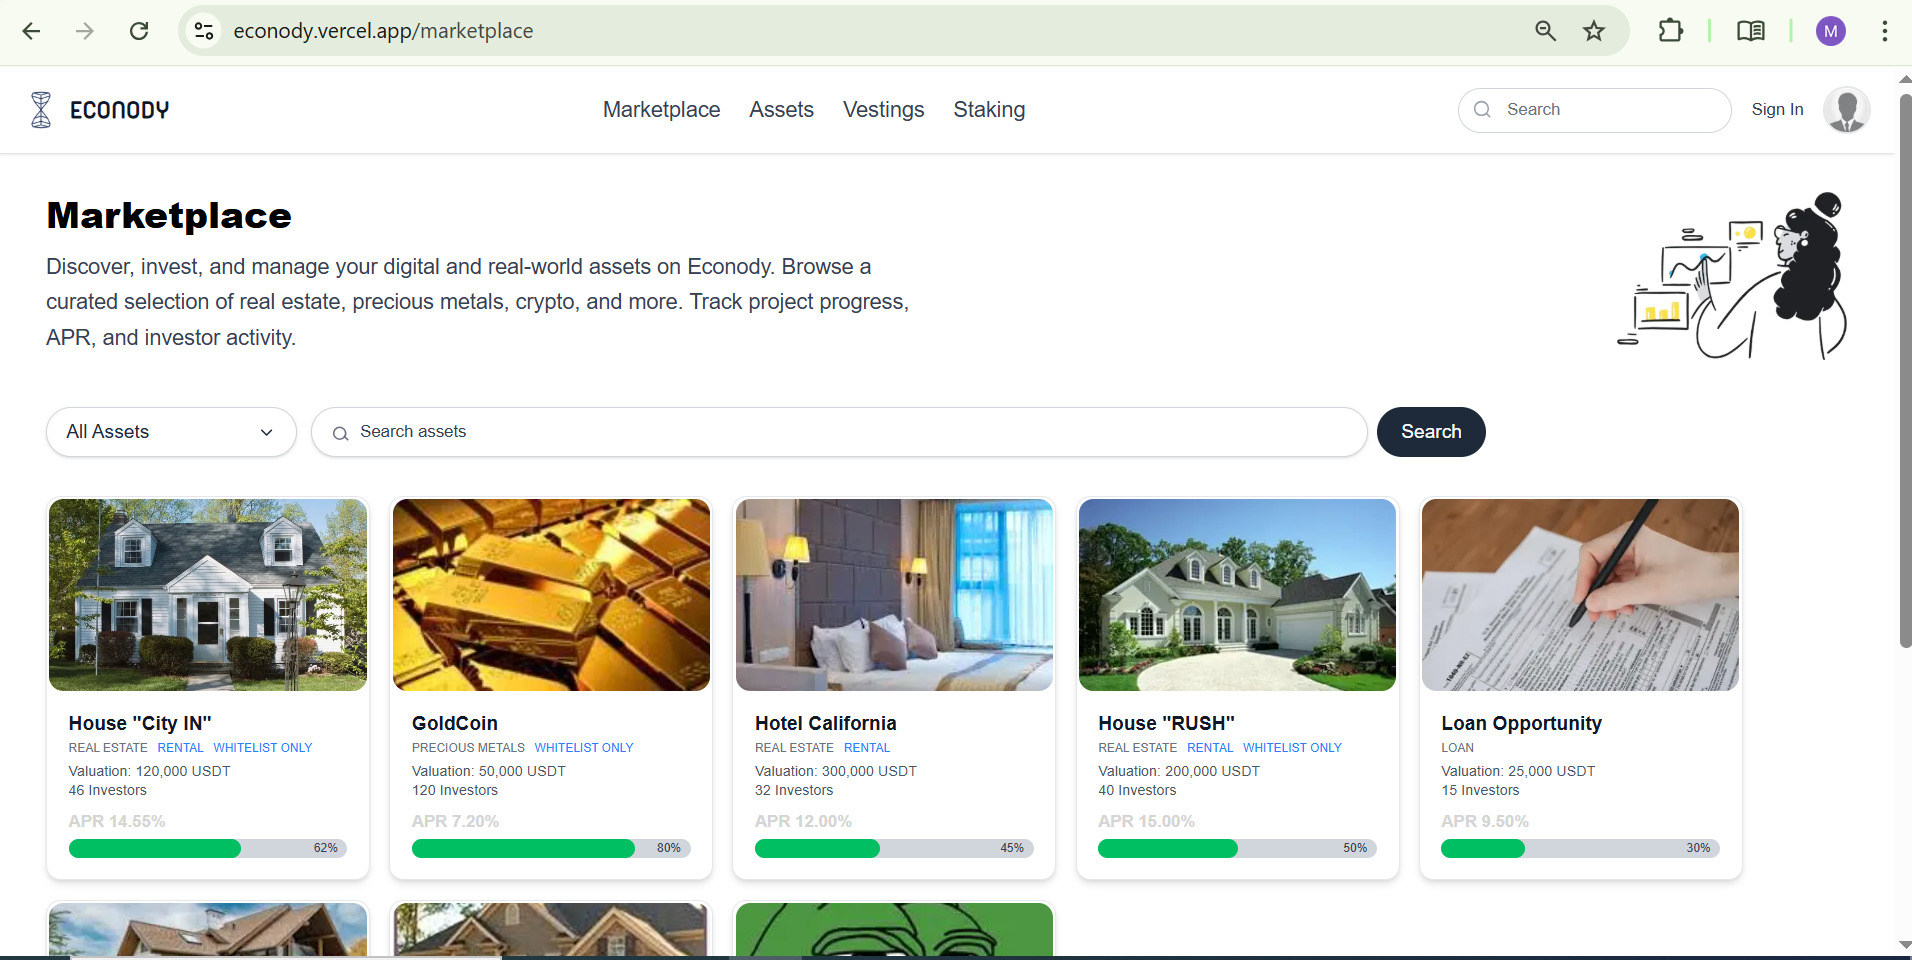 econody.vercel.app/marketplace
M
ECONODY
Marketplace
Assets
Vestings
Staking
Search
Sign In
Marketplace
Discover, invest, and manage your digital and real-world assets on Econody. Browse a
curated selection of real estate, precious metals, crypto, and more. Track project progress,
APR, and investor activity.
All Assets
Search assets
Search
House "City IN"
REAL ESTATE RENTAL WHITELIST ONLY
Valuation: 120,000 USDT
46 Investors
APR 14.55%
62%
GoldCoin
PRECIOUS METALS WHITELIST ONLY
Valuation: 50,000 USDT
120 Investors
APR 7.20%
80%
Hotel California
REAL ESTATE RENTAL
Valuation: 300,000 USDT
32 Investors
APR 12.00%
45%
House "RUSH"
REAL ESTATE RENTAL WHITELIST ONLY
Valuation: 200,000 USDT
40 Investors
APR 15.00%
50%
Loan Opportunity
LOAN
Valuation: 25,000 USDT
15 Investors
APR 9.50%
30%